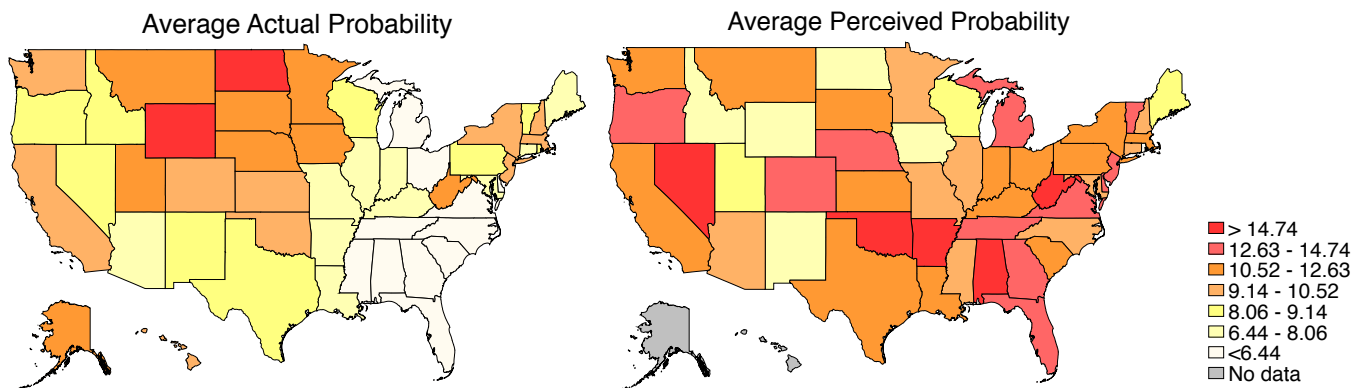 Average Actual Probability
Average Perceived Probability
> 14.74
12.63 - 14.74
10.52 - 12.63
9.14 - 10.52
8.06 - 9.14
6.44 - 8.06
<6.44
No data